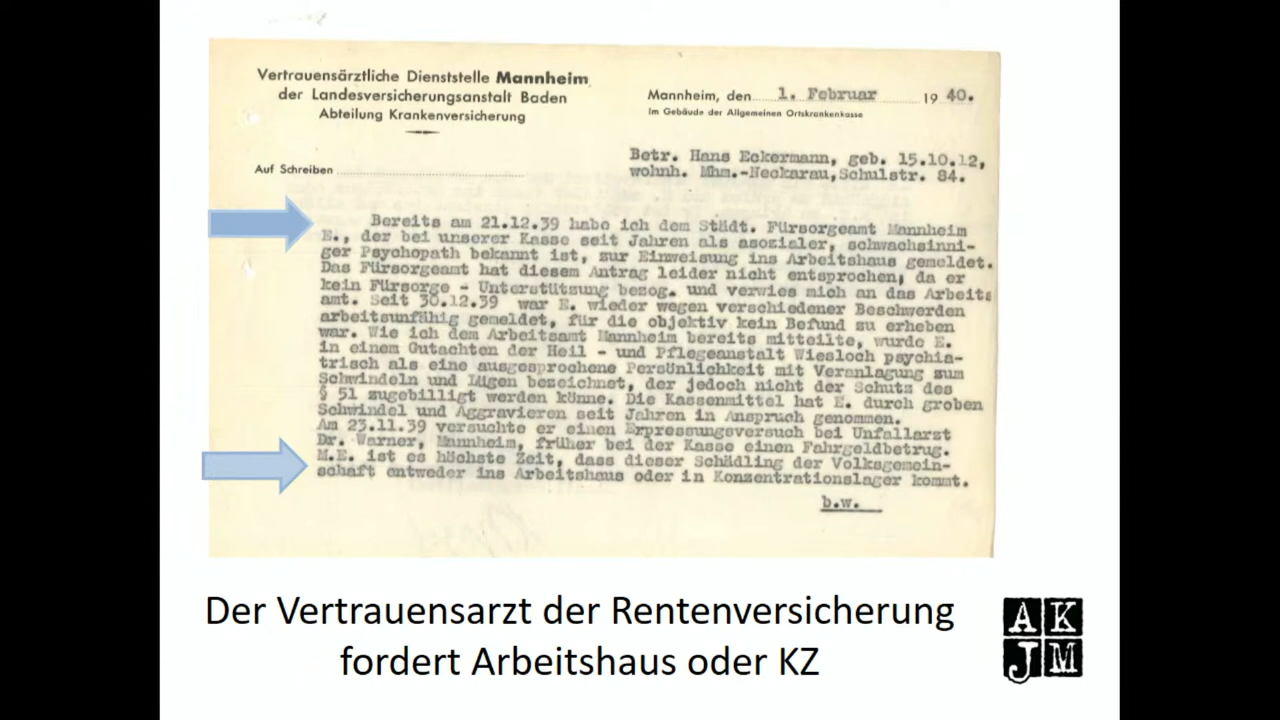 Vertrauensärztliche Dienststelle Mannheim
der Landesversicherungsanstalt Baden
Abteilung Krankenversicherung
Mannheim, den 1. Februar 19 40.
Im Gebäude der Allgemeinen Ortskrankenkasse
Auf Schreiben
Betr. Hans Eckermann, geb. 15.10.12,
wohnh. Mhm.-Neckarau,Schulstr. 84.
Bereits am 21.12.39 habe ich dem Städt. Fürsorgeamt Mannheim
E., der bei unserer Kasse seit Jahren als asozialer, schwachsinni-
ger Psychopath bekannt ist, zur Einweisung ins Arbeitshaus gemeldet.
Das Fürsorgeamt hat diesem Antrag leider nicht entsprochen, da er
kein Fürsorge - Unterstützung bezog. und verwies mich an das Arbeits
amt. Seit 30.12.39 war E. wieder wegen verschiedener Beschwerden
arbeitsunfähig gemeldet, für die objektiv kein Befund zu erheben
war. Wie ich dem Arbeitsamt Mannheim bereits mitteilte, wurde E.
in einem Gutachten der Heil - und Pflegeanstalt Wiesloch psychia-
trisch als eine ausgesprochene Persönlichkeit mit Veranlagung zum
Schwindeln und Lügen bezeichnet, der jedoch nicht der Schutz des
§ 51 zugebilligt werden könne. Die Kassenmittel hat E. durch groben
Schwindel und Aggravieren seit Jahren in Anspruch genommen.
Am 23.11.39 versuchte er einen Erpressungsversuch bei Unfallarzt
Dr. Warner, Mannheim, früher bei der Kasse einen Fahrgeldbetrug.
M.E. ist es höchste Zeit, dass dieser Schädling der Volksgemein-
schaft entweder ins Arbeitshaus oder in Konzentrationslager kommt.
b.w.
Der Vertrauensarzt der Rentenversicherung
fordert Arbeitshaus oder KZ
A K
J M